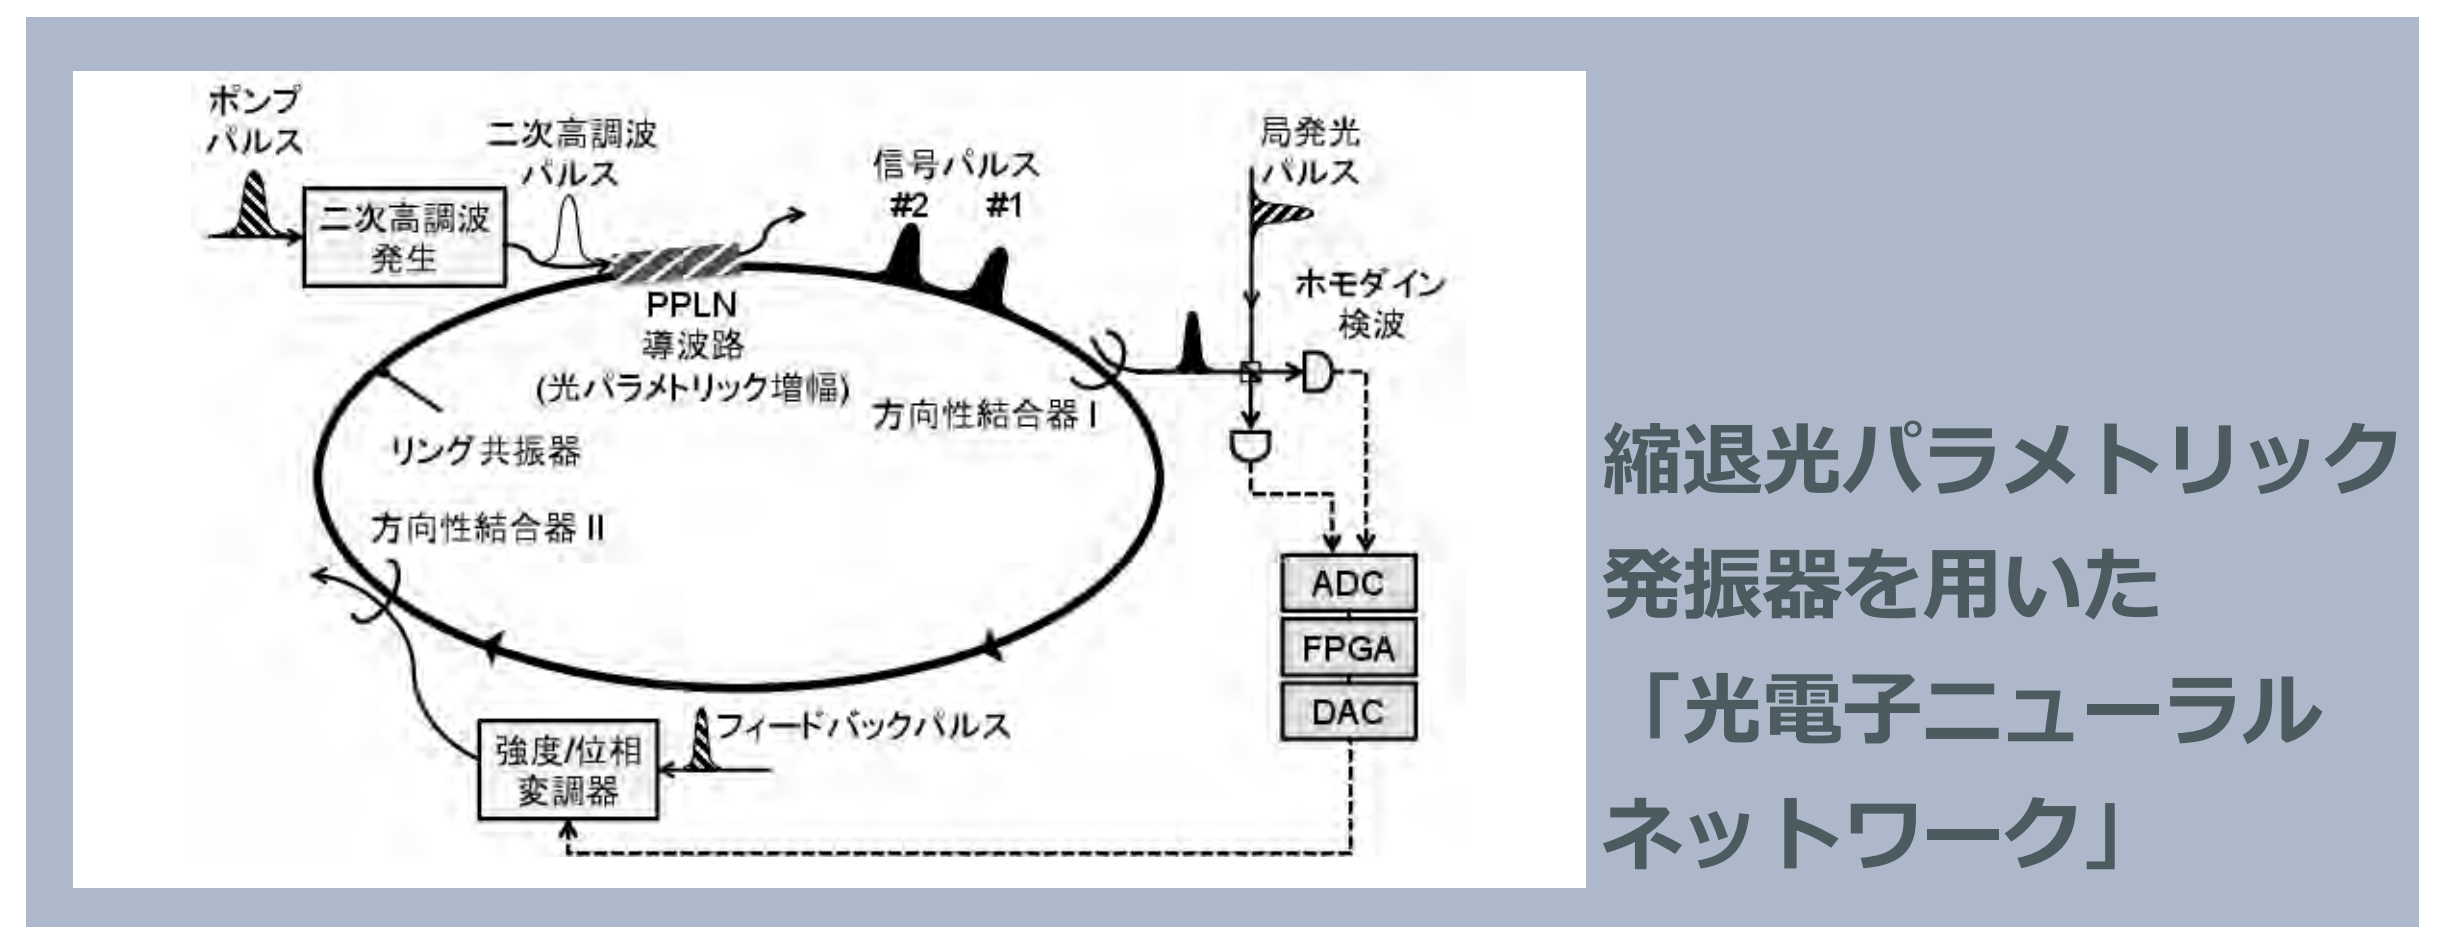 ポンプ
パルス
二次高調波
発生
二次高調波
パルス
信号パルス
#2 #1
局発光
パルス
ホモダイン
検波
PPLN
導波路
(光パラメトリック増幅)
方向性結合器 I
リング共振器
方向性結合器 II
ADC
FPGA
DAC
フィードバックパルス
強度/位相
変調器
縮退光パラメトリック
発振器を用いた
「光電子ニューラル
ネットワーク」